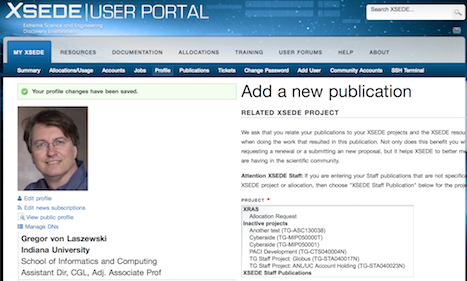 XSEDE | USER PORTAL
Extreme Science and Engineering
Discovery Environment
Search XSEDE...
MY XSEDE RESOURCES DOCUMENTATION ALLOCATIONS TRAINING USER FORUMS HELP ABOUT
Summary Allocations/Usage Accounts Jobs Profile Publications Tickets Change Password Add User Community Accounts SSH Terminal
Your profile changes have been saved.
Edit profile
Edit news subscriptions
View public profile
Manage DNs
Gregor von Laszewski
Indiana University
School of Informatics and Computing
Assistant Dir, CGL, Adj. Associate Prof
Add a new publication
RELATED XSEDE PROJECT
We ask that you relate your publications to your XSEDE projects and the XSEDE resou
when doing the work that resulted in this publication. Not only does this benefit you w
requesting a renewal or a submitting an new proposal, but it helps XSEDE to better m
are having in the scientific community.
Attention XSEDE Staff: If you are entering your Staff publications that are not specific
XSEDE project or allocation, then choose "XSEDE Staff Publication" below for the proj
PROJECT *
XRAS
Allocation Request
Inactive projects
Another test (TG-ASC130038)
Cyberaide (TG-MIP050000T)
Cyberaide (TG-MIP050001)
PACI Development (TG-CTS040004N)
TG Staff Project: Globus (TG-STA040017N)
TG Staff Project: ANL/UC Account Holding (TG-STA040023N)
XSEDE Staff Publications